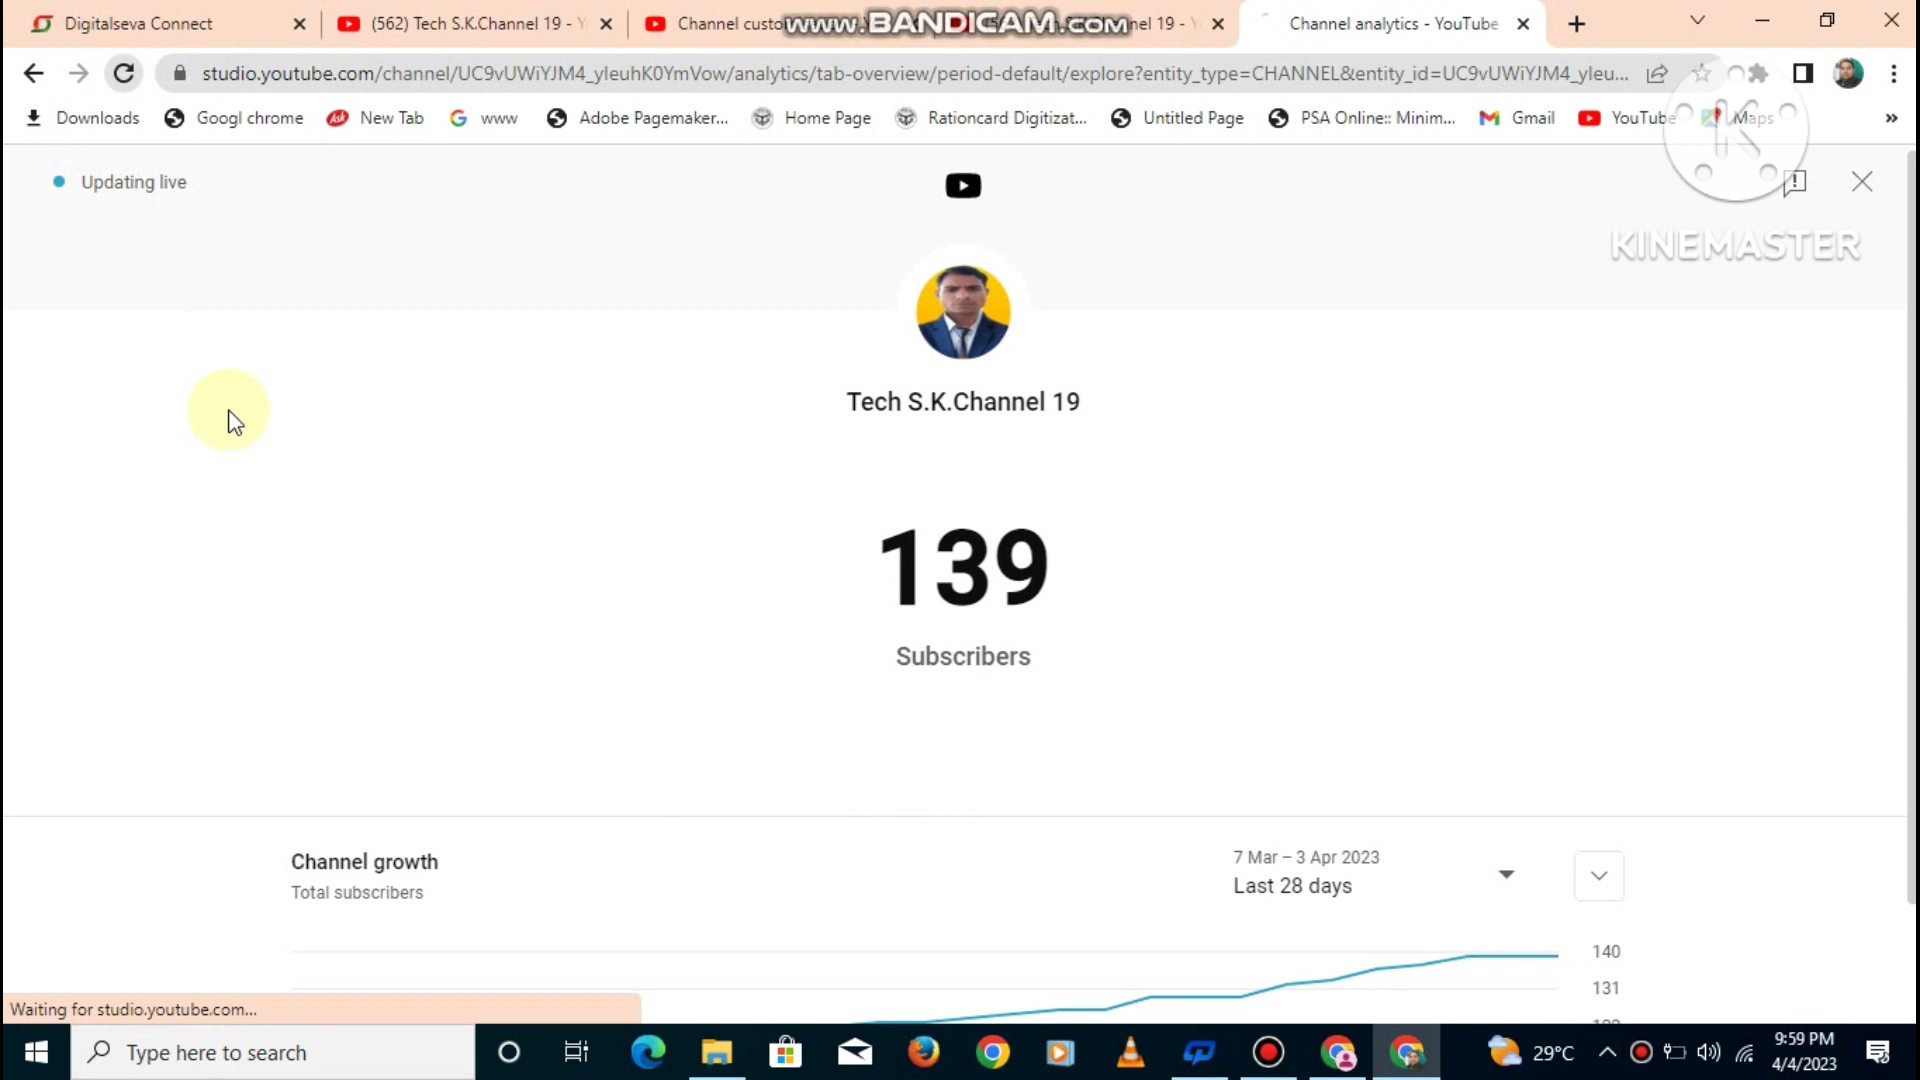 Digitalseva Connect
(562) Tech S.K.Channel 19 - Y
Channel custo
www.BANDICAM.com
nel 19 - Y
Channel analytics - YouTube
studio.youtube.com/channel/UC9vUWiYJM4_yleuhK0YmVow/analytics/tab-overview/period-default/explore?entity_type=CHANNEL&entity_id=UC9vUWiYJM4_yleu...
Downloads
Googl chrome
New Tab
www
Adobe Pagemaker...
Home Page
Rationcard Digitizat...
Untitled Page
PSA Online:: Minim...
Gmail
YouTube
Maps
»
Updating live
K
KINEMASTER
Tech S.K.Channel 19
139
Subscribers
Channel growth
Total subscribers
7 Mar – 3 Apr 2023
Last 28 days
140
131
Waiting for studio.youtube.com...
Type here to search
29°C
9:59 PM
4/4/2023